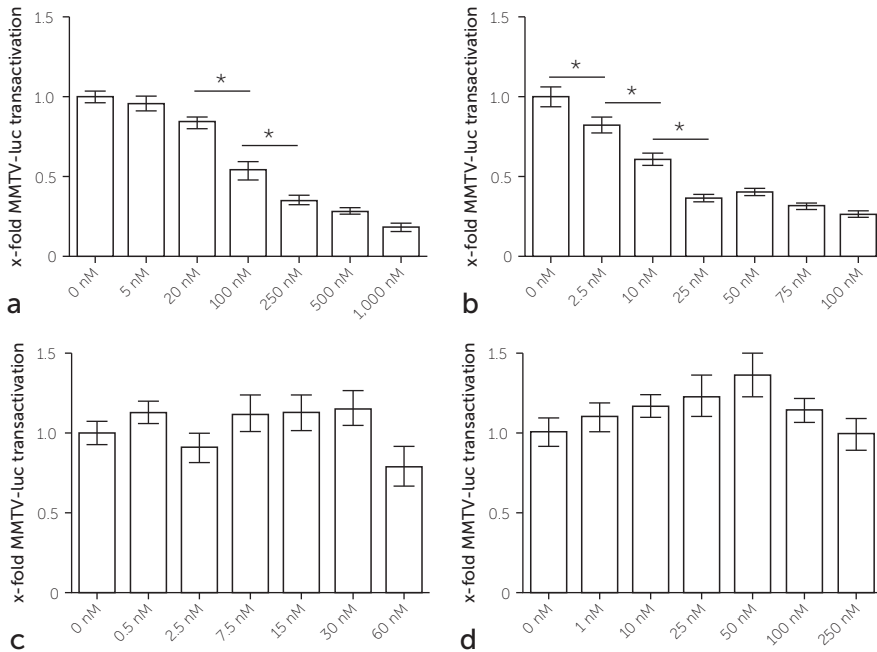 x-fold MMTV-luc transactivation
1.5
1.0
0.5
0
*
*
0 nM
5 nM
20 nM
100 nM
250 nM
500 nM
1,000 nM
a
x-fold MMTV-luc transactivation
1.5
1.0
0.5
0
*
*
*
0 nM
2.5 nM
10 nM
25 nM
50 nM
75 nM
100 nM
b
x-fold MMTV-luc transactivation
1.5
1.0
0.5
0
0 nM
0.5 nM
2.5 nM
7.5 nM
15 nM
30 nM
60 nM
c
x-fold MMTV-luc transactivation
1.5
1.0
0.5
0
0 nM
1 nM
10 nM
25 nM
50 nM
100 nM
250 nM
d